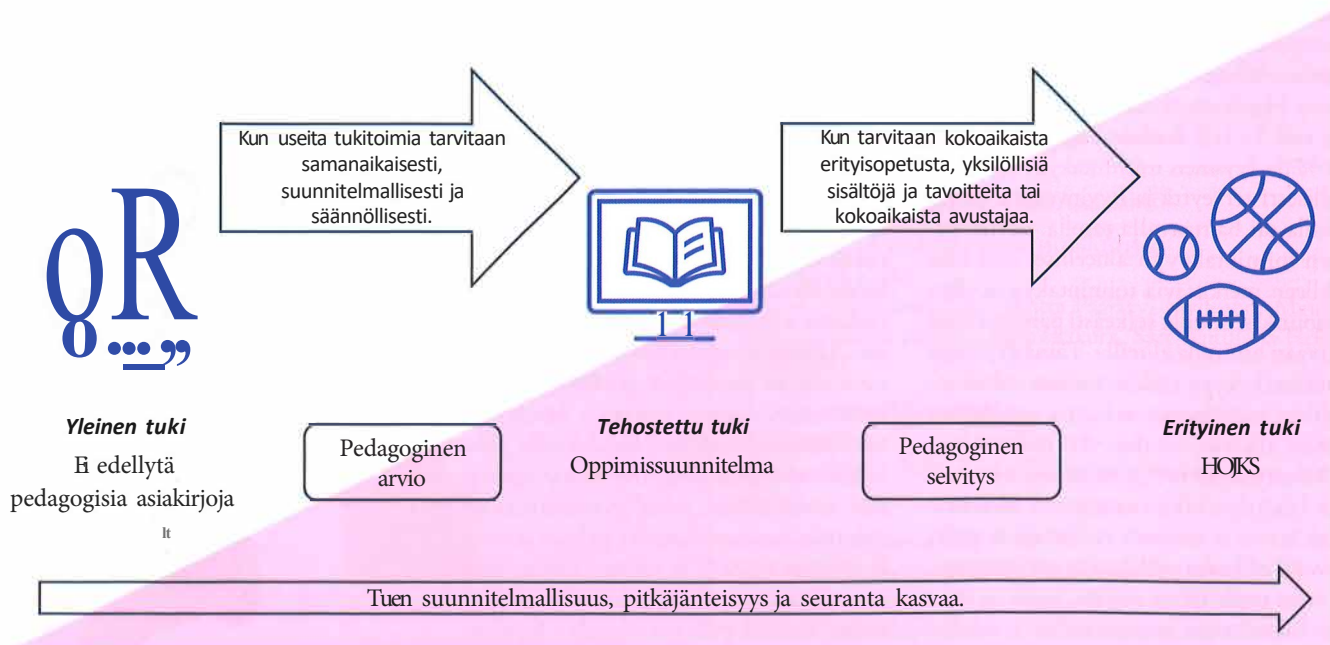 Kun useita tukitoimia tarvitaan
samanaikaisesti,
suunnitelmallisesti ja
säännöllisesti.
Kun tarvitaan kokoaikaista
erityisopetusta, yksilöllisiä
sisältöjä ja tavoitteita tai
kokoaikaista avustajaa.
Yleinen tuki
Ei edellytä
pedagogisia asiakirjoja
lt
Pedagoginen
arvio
Tehostettu tuki
Oppimissuunnitelma
Pedagoginen
selvitys
Erityinen tuki
HOJKS
Tuen suunnitelmallisuus, pitkäjänteisyys ja seuranta kasvaa.